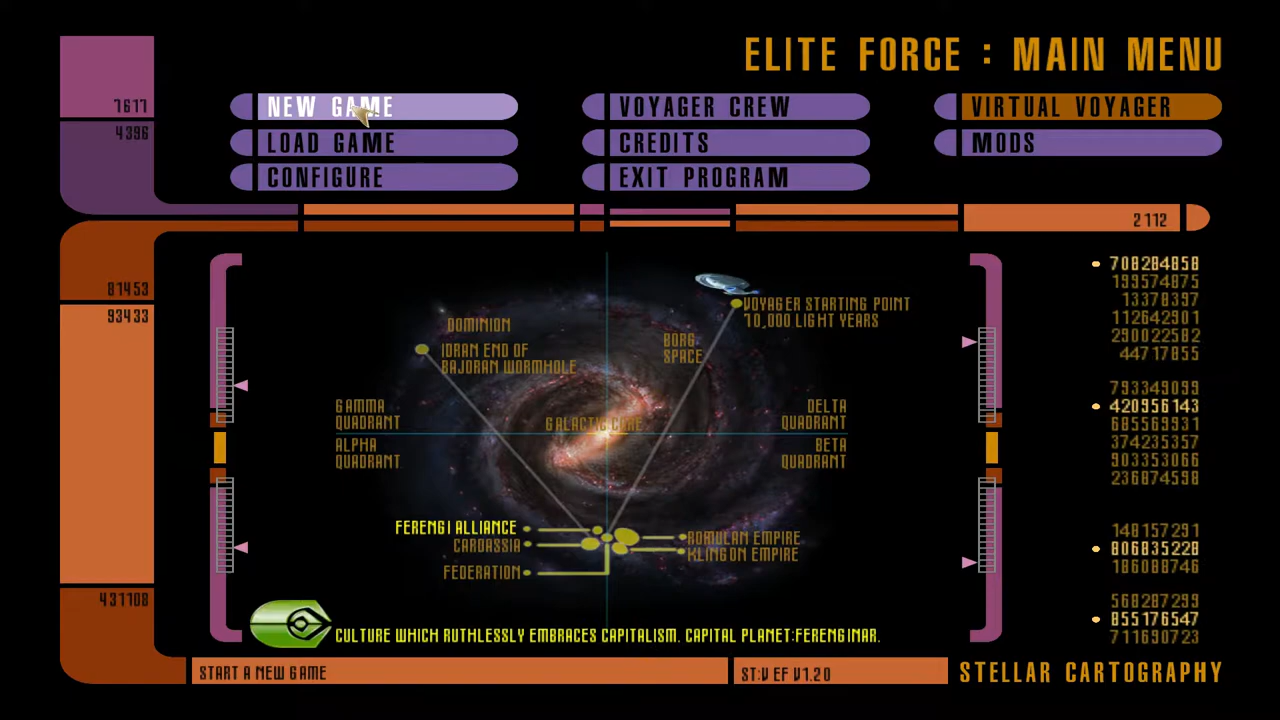 ELITE FORCE : MAIN MENU
7617
4396
NEW GAME
VOYAGER CREW
VIRTUAL VOYAGER
LOAD GAME
CREDITS
MODS
CONFIGURE
EXIT PROGRAM
2112
81453
93433
431108
VOYAGER STARTING POINT
70,000 LIGHT YEARS
DOMINION
IDRAN END OF
BAJORAN WORMHOLE
BORG
SPACE
GAMMA
QUADRANT
GALACTIC CORE
DELTA
QUADRANT
ALPHA
QUADRANT
BETA
QUADRANT
FERENGI ALLIANCE
CARDASSIA
FEDERATION
ROMULAN EMPIRE
KLINGON EMPIRE
CULTURE WHICH RUTHLESSLY EMBRACES CAPITALISM. CAPITAL PLANET:FERENGINAR.
708284858
199574875
13378397
112642901
290022582
44717855
793349099
420956143
685569931
374235357
903353066
236874598
148157291
806835228
186088746
568287299
855176547
711690723
START A NEW GAME
ST:V EF V1.20
STELLAR CARTOGRAPHY